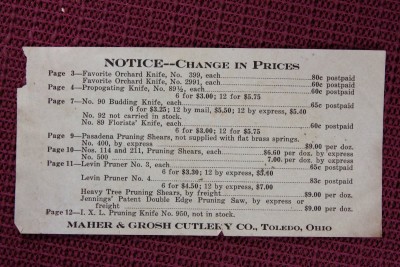 NOTICE--CHANGE IN PRICES
Page 3—Favorite Orchard Knife, No. 399, each 80c postpaid
Favorite Orchard Knife, No. 2991, each 60c postpaid
Page 4—Propogating Knife, No. 89½, each 60c postpaid
6 for $3.00; 12 for $5.75
Page 7—No. 90 Budding Knife, each 65c postpaid
6 for $3.25; 12 by mail, $5.50; 12 by express, $5.40
No. 92 not carried in stock.
No. 89 Florists' Knife, each 60c postpaid
6 for $3.00; 12 for $5.75
Page 9—Pasadena Pruning Shears, not supplied with flat brass springs.
No. 400, by express $9.00 per doz.
Page 10—Nos. 114 and 211, Pruning Shears, each $6.60 per doz. by express
No. 500 7.00 per doz. by express
Page 11—Levin Pruner No. 3, each 65c postpaid
6 for $3.30; 12 by express, $3.60
Levin Pruner No. 4 83c postpaid
6 for $4.50; 12 by express, $7.00
Heavy Tree Pruning Shears, by freight $9.00 per doz.
Jennings' Patent Double Edge Pruning Saw, by express or
freight $9.00 per doz.
Page 12—I. X. L. Pruning Knife No. 950, not in stock.
MAHER & GROSH CUTLERY CO., TOLEDO, OHIO